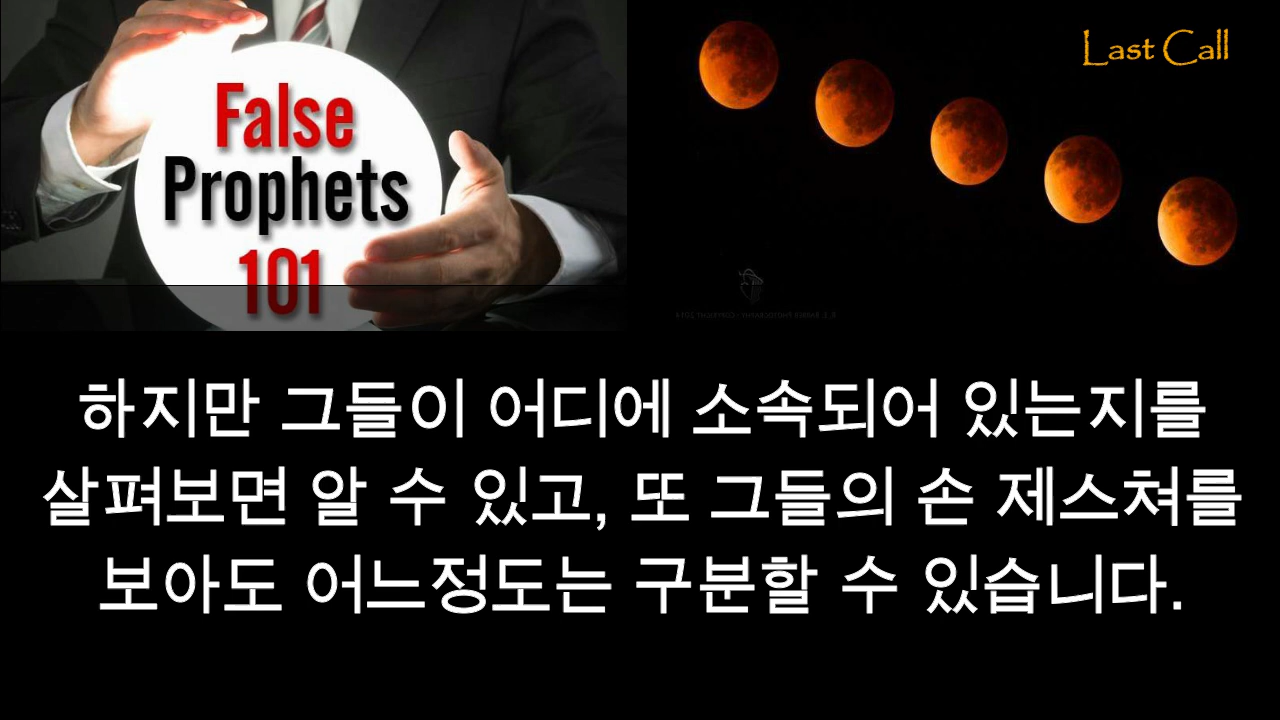 False
Prophets
101
Last Call
하지만 그들이 어디에 소속되어 있는지를
살펴보면 알 수 있고, 또 그들의 손 제스쳐를
보아도 어느정도는 구분할 수 있습니다.